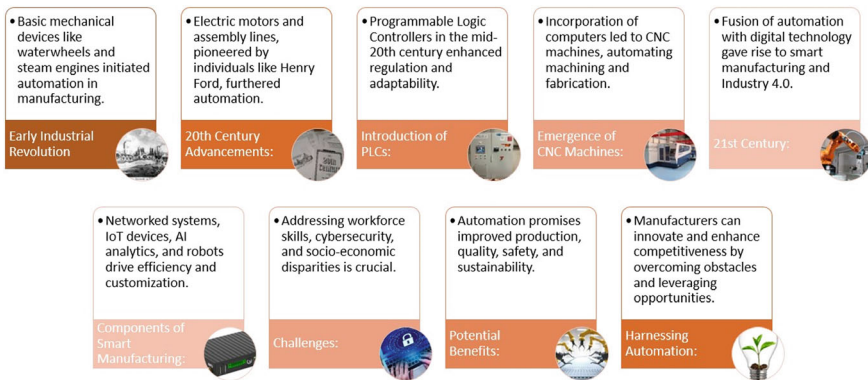 • Basic mechanical
devices like
waterwheels and
steam engines initiated
automation in
manufacturing.
Early Industrial
Revolution
• Electric motors and
assembly lines,
pioneered by
individuals like Henry
Ford, furthered
automation.
20th Century
Advancements:
• Programmable Logic
Controllers in the mid-
20th century enhanced
regulation and
adaptability.
Introduction of
PLCs:
• Incorporation of
computers led to CNC
machines, automating
machining and
fabrication.
Emergence of
CNC Machines:
• Fusion of automation
with digital technology
gave rise to smart
manufacturing and
Industry 4.0.
21st Century:
• Networked systems,
IoT devices, AI
analytics, and robots
drive efficiency and
customization.
Components of
Smart
Manufacturing:
• Addressing workforce
skills, cybersecurity,
and socio-economic
disparities is crucial.
Challenges:
• Automation promises
improved production,
quality, safety, and
sustainability.
Potential
Benefits:
• Manufacturers can
innovate and enhance
competitiveness by
overcoming obstacles
and leveraging
opportunities.
Harnessing
Automation: